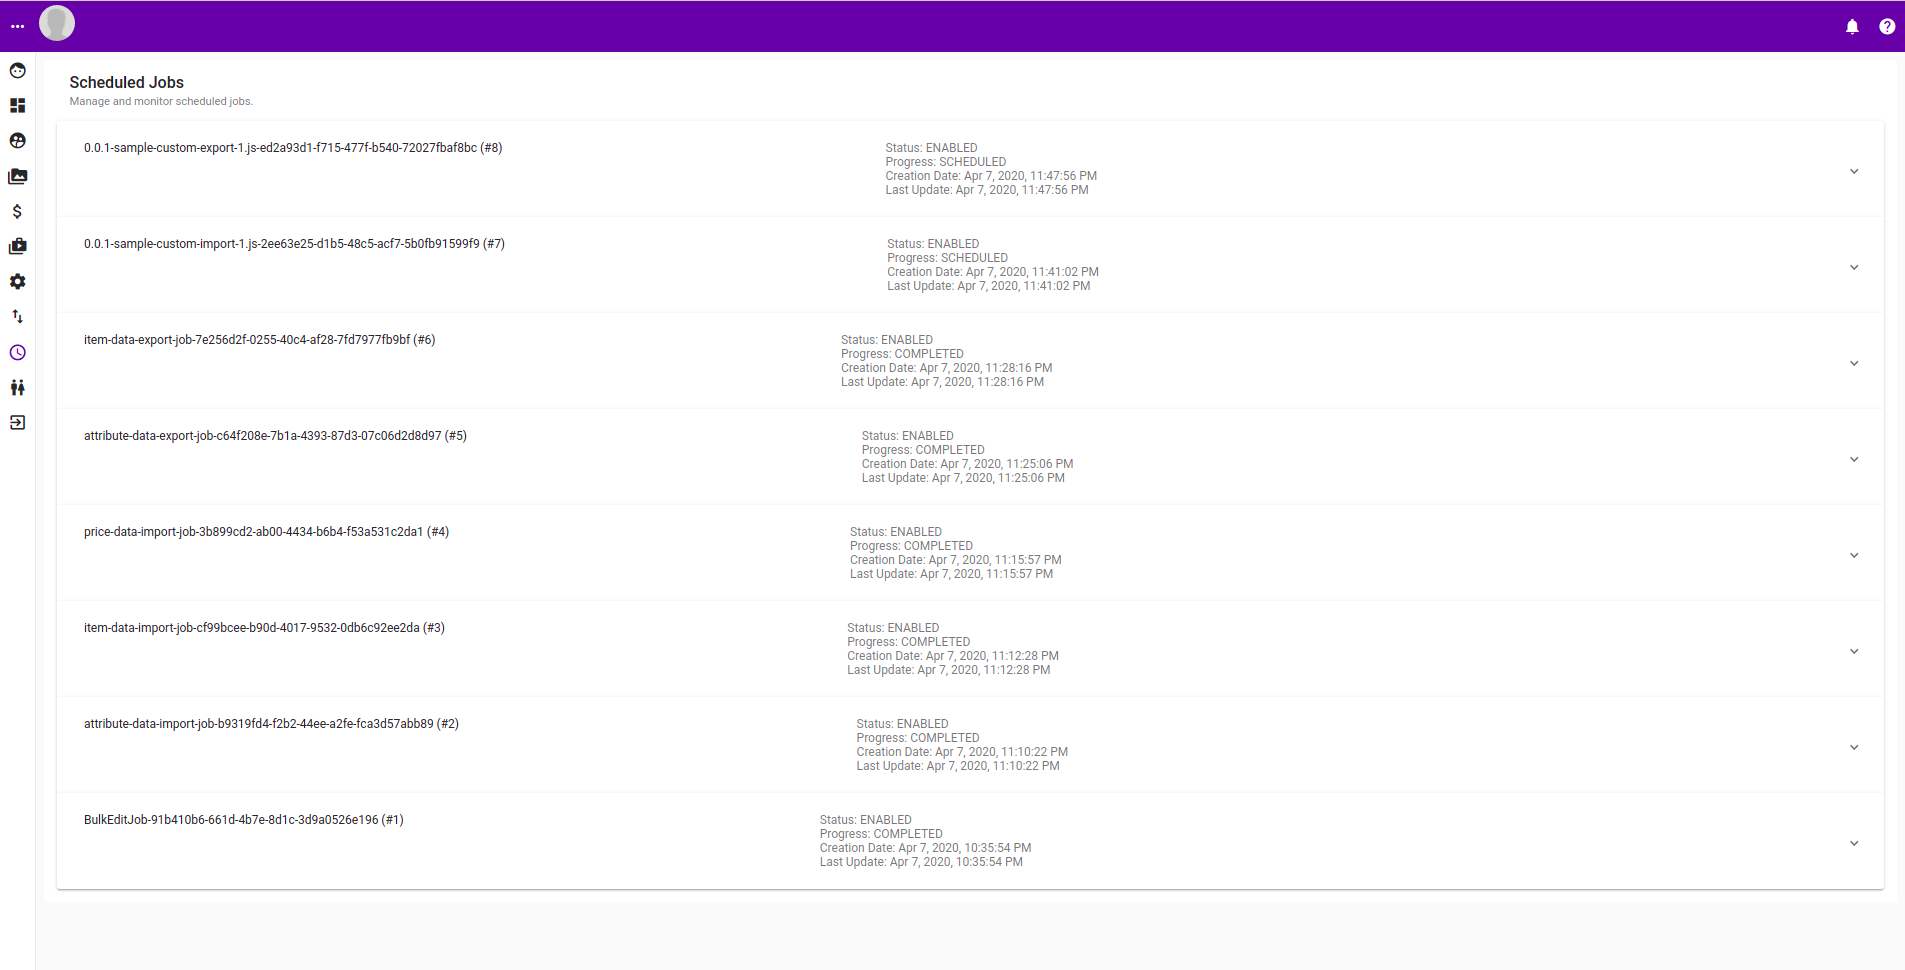 Scheduled Jobs
Manage and monitor scheduled jobs.
0.0.1-sample-custom-export-1.js-ed2a93d1-f715-477f-b540-72027fbaf8bc (#8)
Status: ENABLED
Progress: SCHEDULED
Creation Date: Apr 7, 2020, 11:47:56 PM
Last Update: Apr 7, 2020, 11:47:56 PM
0.0.1-sample-custom-import-1.js-2ee63e25-d1b5-48c5-acf7-5b0fb91599f9 (#7)
Status: ENABLED
Progress: SCHEDULED
Creation Date: Apr 7, 2020, 11:41:02 PM
Last Update: Apr 7, 2020, 11:41:02 PM
item-data-export-job-7e256d2f-0255-40c4-af28-7fd7977fb9bf (#6)
Status: ENABLED
Progress: COMPLETED
Creation Date: Apr 7, 2020, 11:28:16 PM
Last Update: Apr 7, 2020, 11:28:16 PM
attribute-data-export-job-c64f208e-7b1a-4393-87d3-07c06d2d8d97 (#5)
Status: ENABLED
Progress: COMPLETED
Creation Date: Apr 7, 2020, 11:25:06 PM
Last Update: Apr 7, 2020, 11:25:06 PM
price-data-import-job-3b899cd2-ab00-4434-b6b4-f53a531c2da1 (#4)
Status: ENABLED
Progress: COMPLETED
Creation Date: Apr 7, 2020, 11:15:57 PM
Last Update: Apr 7, 2020, 11:15:57 PM
item-data-import-job-cf99bcee-b90d-4017-9532-0db6c92ee2da (#3)
Status: ENABLED
Progress: COMPLETED
Creation Date: Apr 7, 2020, 11:12:28 PM
Last Update: Apr 7, 2020, 11:12:28 PM
attribute-data-import-job-b9319fd4-f2b2-44ee-a2fe-fca3d57abb89 (#2)
Status: ENABLED
Progress: COMPLETED
Creation Date: Apr 7, 2020, 11:10:22 PM
Last Update: Apr 7, 2020, 11:10:22 PM
BulkEditJob-91b410b6-661d-4b7e-8d1c-3d9a0526e196 (#1)
Status: ENABLED
Progress: COMPLETED
Creation Date: Apr 7, 2020, 10:35:54 PM
Last Update: Apr 7, 2020, 10:35:54 PM